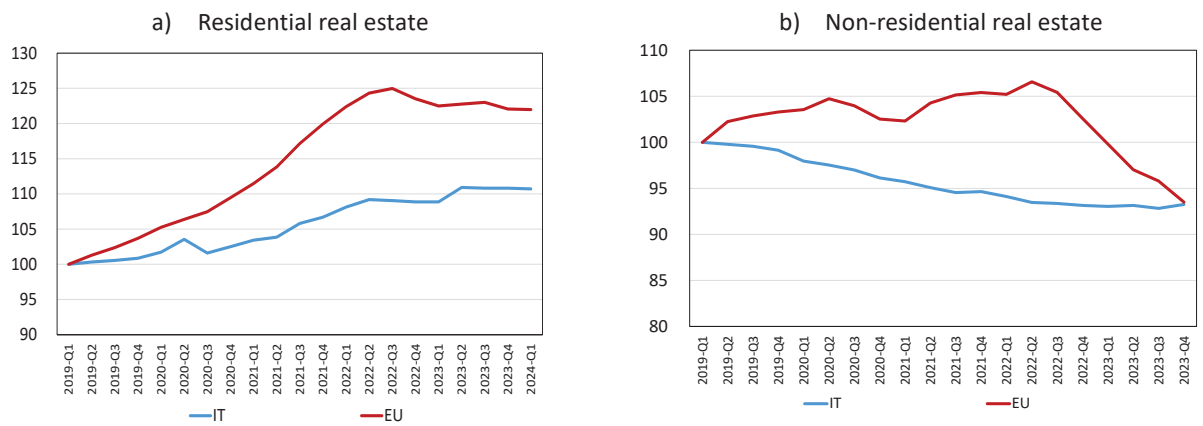 a) Residential real estate
130
125
120
115
110
105
100
95
90
2019-Q1
2019-Q2
2019-Q3
2019-Q4
2020-Q1
2020-Q2
2020-Q3
2020-Q4
2021-Q1
2021-Q2
2021-Q3
2021-Q4
2022-Q1
2022-Q2
2022-Q3
2022-Q4
2023-Q1
2023-Q2
2023-Q3
2023-Q4
2024-Q1
IT EU
b) Non-residential real estate
110
105
100
95
90
85
80
2019-Q1
2019-Q2
2019-Q3
2019-Q4
2020-Q1
2020-Q2
2020-Q3
2020-Q4
2021-Q1
2021-Q2
2021-Q3
2021-Q4
2022-Q1
2022-Q2
2022-Q3
2022-Q4
2023-Q1
2023-Q2
2023-Q3
2023-Q4
IT EU